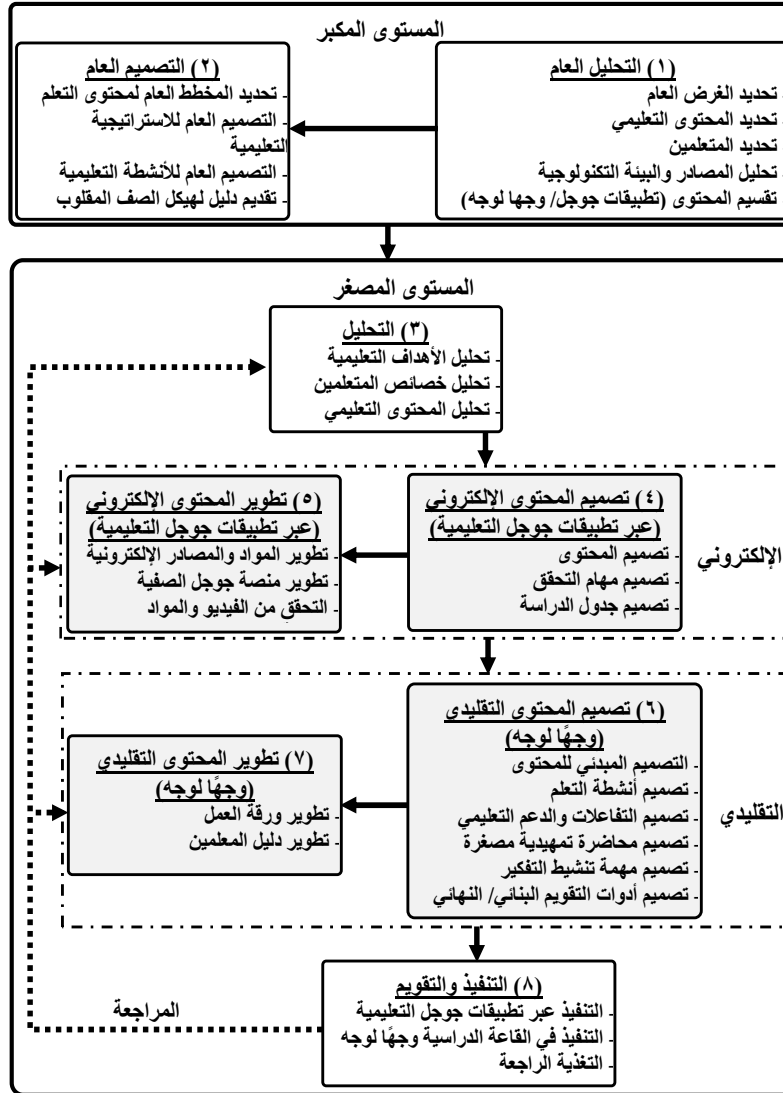 المستوى المكبر
(١) التحليل العام
- تحديد الغرض العام
- تحديد المحتوى التعليمي
- تحديد المتعلمين
- تحليل المصادر والبيئة التكنولوجية
- تقسيم المحتوى (تطبيقات جوجل/ وجها لوجه)
(٢) التصميم العام
- تحديد المخطط العام لمحتوى التعلم
- التصميم العام للاستراتيجية
التعليمية
- التصميم العام للأنشطة التعليمية
- تقديم دليل لهيكل الصف المقلوب
المستوى المصغر
(٣) التحليل
- تحليل الأهداف التعليمية
- تحليل خصائص المتعلمين
- تحليل المحتوى التعليمي
الإلكتروني
(٤) تصميم المحتوى الإلكتروني
(عبر تطبيقات جوجل التعليمية)
- تصميم المحتوى
- تصميم مهام التحقق
- تصميم جدول الدراسة
(٥) تطوير المحتوى الإلكتروني
(عبر تطبيقات جوجل التعليمية)
- تطوير المواد والمصادر الإلكترونية
- تطوير منصة جوجل الصفية
- التحقق من الفيديو والمواد
التقليدي
(٦) تصميم المحتوى التقليدي
(وجهًا لوجه)
- التصميم المبدئي للمحتوى
- تصميم أنشطة التعلم
- تصميم التفاعلات والدعم التعليمي
- تصميم محاضرة تمهيدية مصغرة
- تصميم مهمة تنشيط التفكير
- تصميم أدوات التقويم البنائي/ النهائي
(٧) تطوير المحتوى التقليدي
(وجهًا لوجه)
- تطوير ورقة العمل
- تطوير دليل المعلمين
(٨) التنفيذ والتقويم
- التنفيذ عبر تطبيقات جوجل التعليمية
- التنفيذ في القاعة الدراسية وجهًا لوجه
- التغذية الراجعة
المراجعة